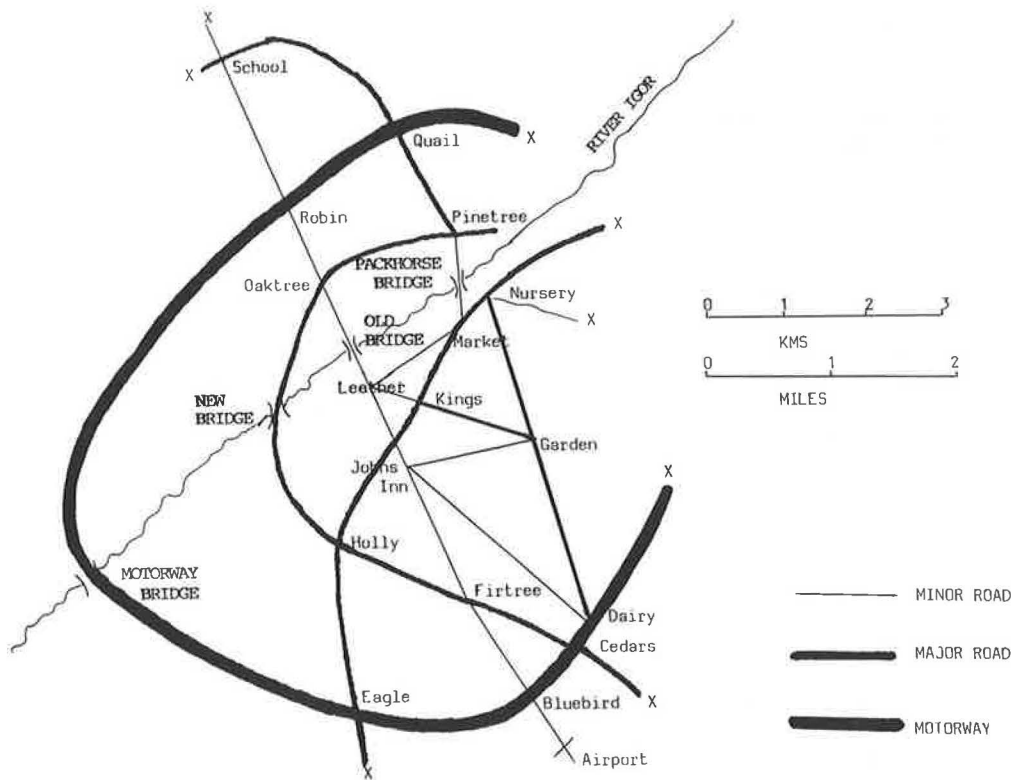 X
X
School
RIVER IGOR
Quail
X
Robin
Pinetree
X
PACKHORSE
BRIDGE
Oaktree
Nursery
OLD
BRIDGE
X
Market
0 1 2 3
KMS
Leather
Kings
0 1 2
MILES
NEW
BRIDGE
Garden
Johns
Inn
X
Holly
MOTORWAY
BRIDGE
Firtree
Dairy
MINOR ROAD
Cedars
MAJOR ROAD
Eagle
Bluebird
X
MOTORWAY
Airport
X